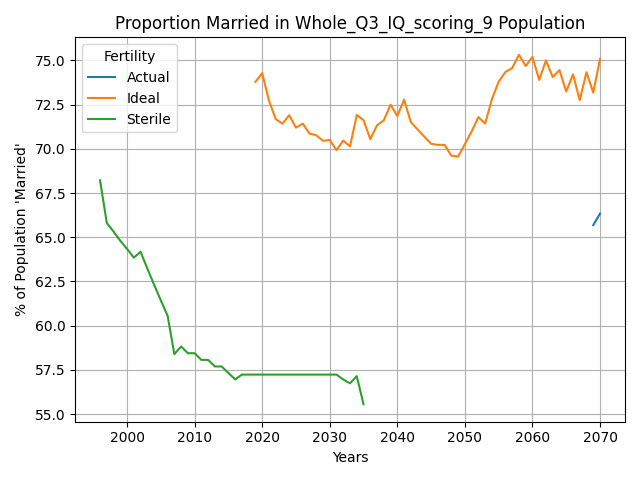 Proportion Married in Whole_Q3_IQ_scoring_9 Population
% of Population 'Married'
75.0
72.5
70.0
67.5
65.0
62.5
60.0
57.5
55.0
Fertility
Actual
Ideal
Sterile
2000 2010 2020 2030 2040 2050 2060 2070
Years